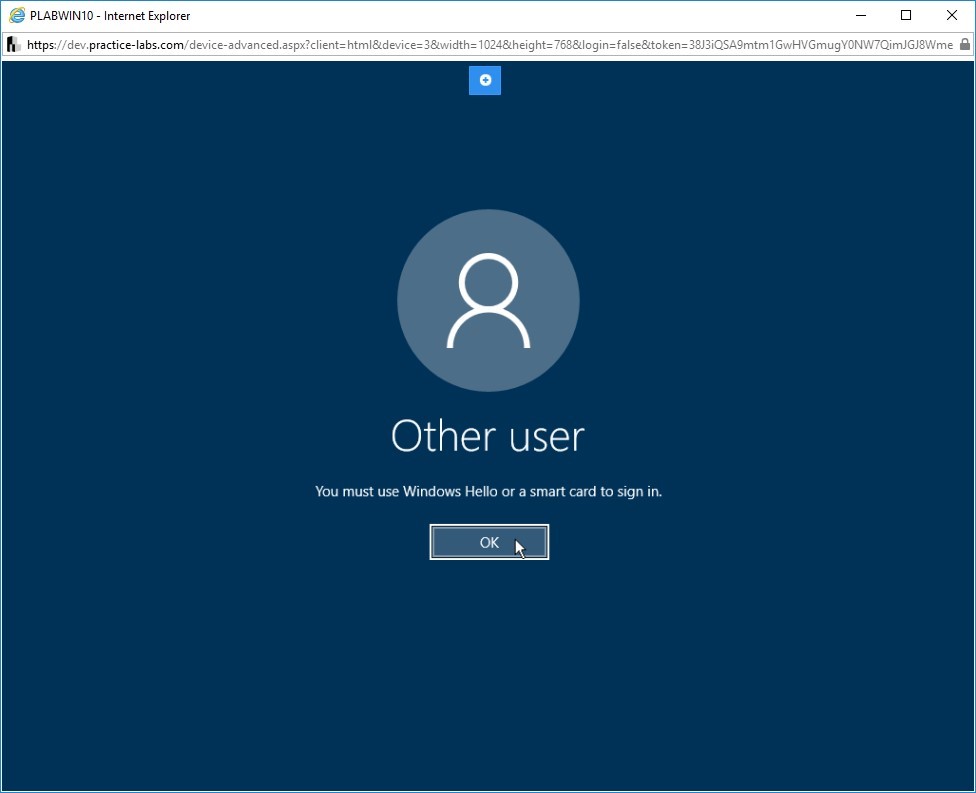 PLABWIN10 - Internet Explorer
https://dev.practice-labs.com/device-advanced.aspx?client=html&device=3&width=1024&height=768&login=false&token=38J3iQSA9mtm1GwHVGmugY0NW7QimJGJ8Wme
Other user
You must use Windows Hello or a smart card to sign in.
OK